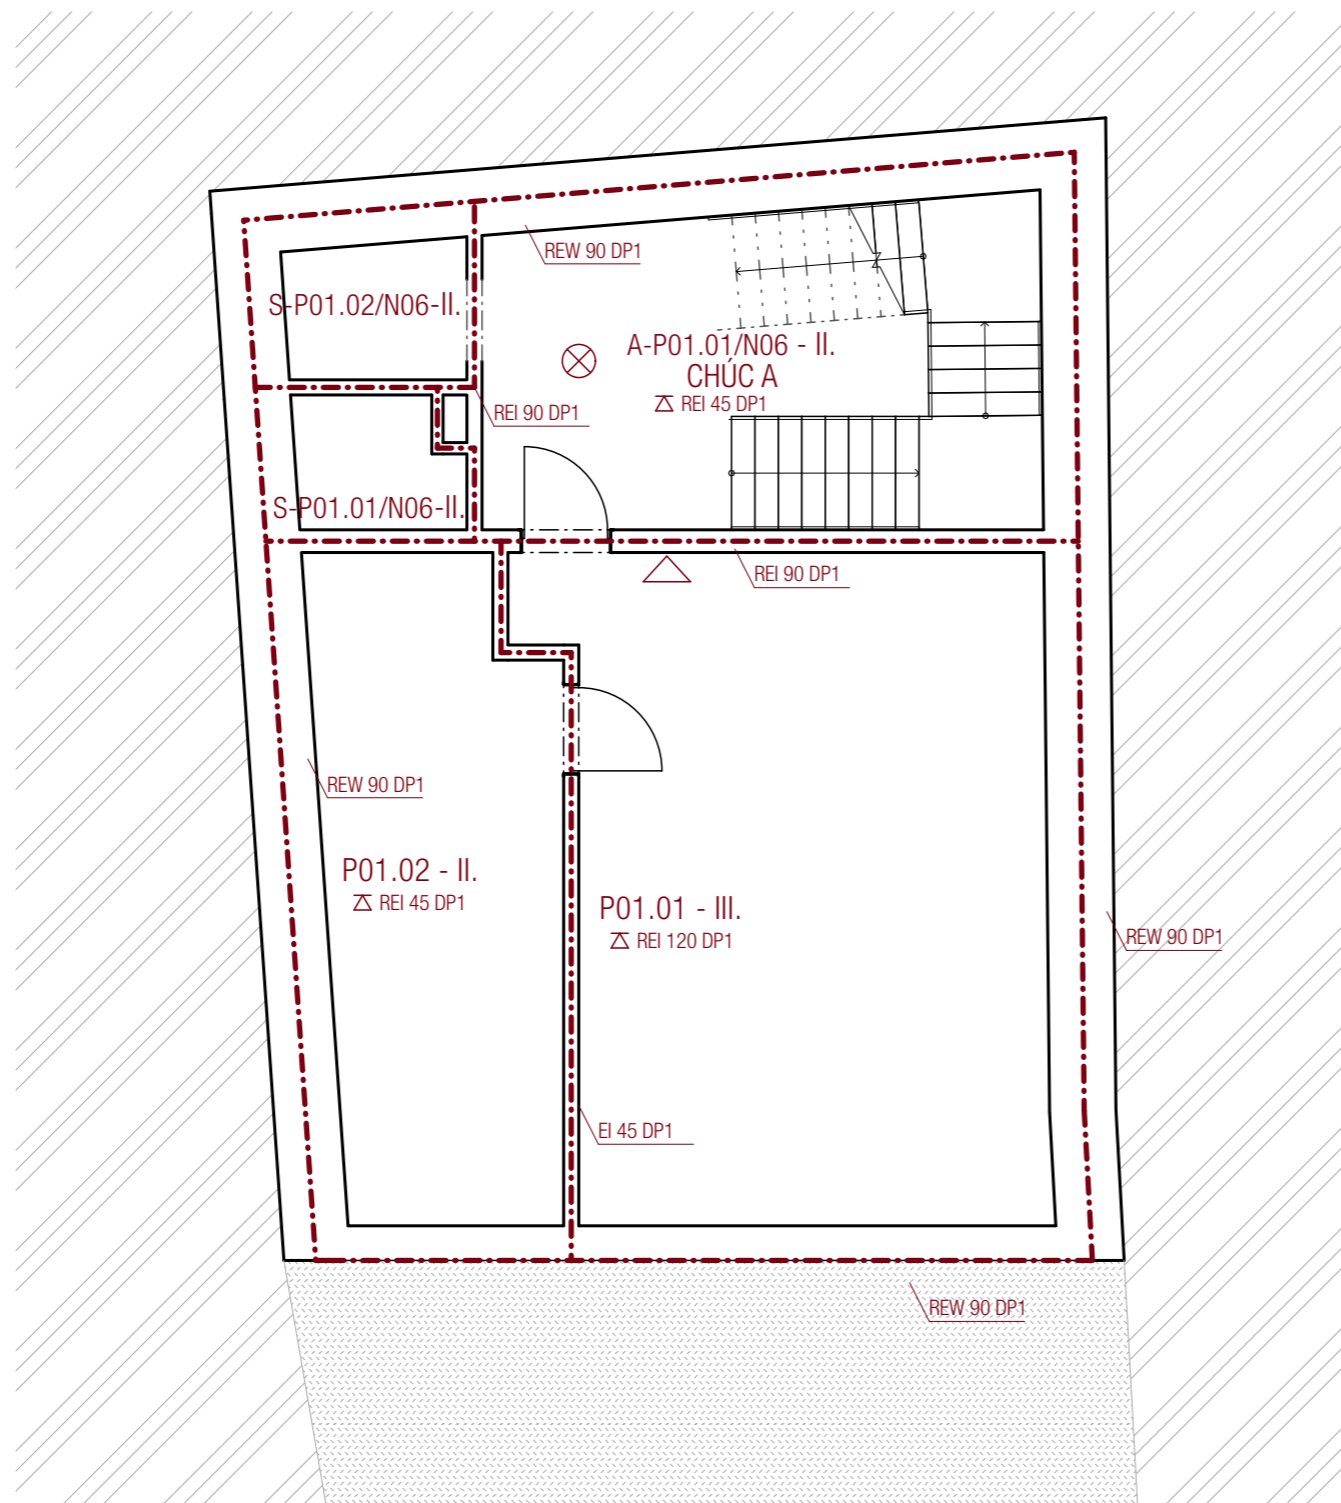 REW 90 DP1
S-P01.02/N06-II.
A-P01.01/N06 - II.
CHÚC A
REI 45 DP1
REI 90 DP1
S-P01.01/N06-II.
REI 90 DP1
REW 90 DP1
P01.02 - II.
REI 45 DP1
P01.01 - III.
REI 120 DP1
REW 90 DP1
EI 45 DP1
REW 90 DP1